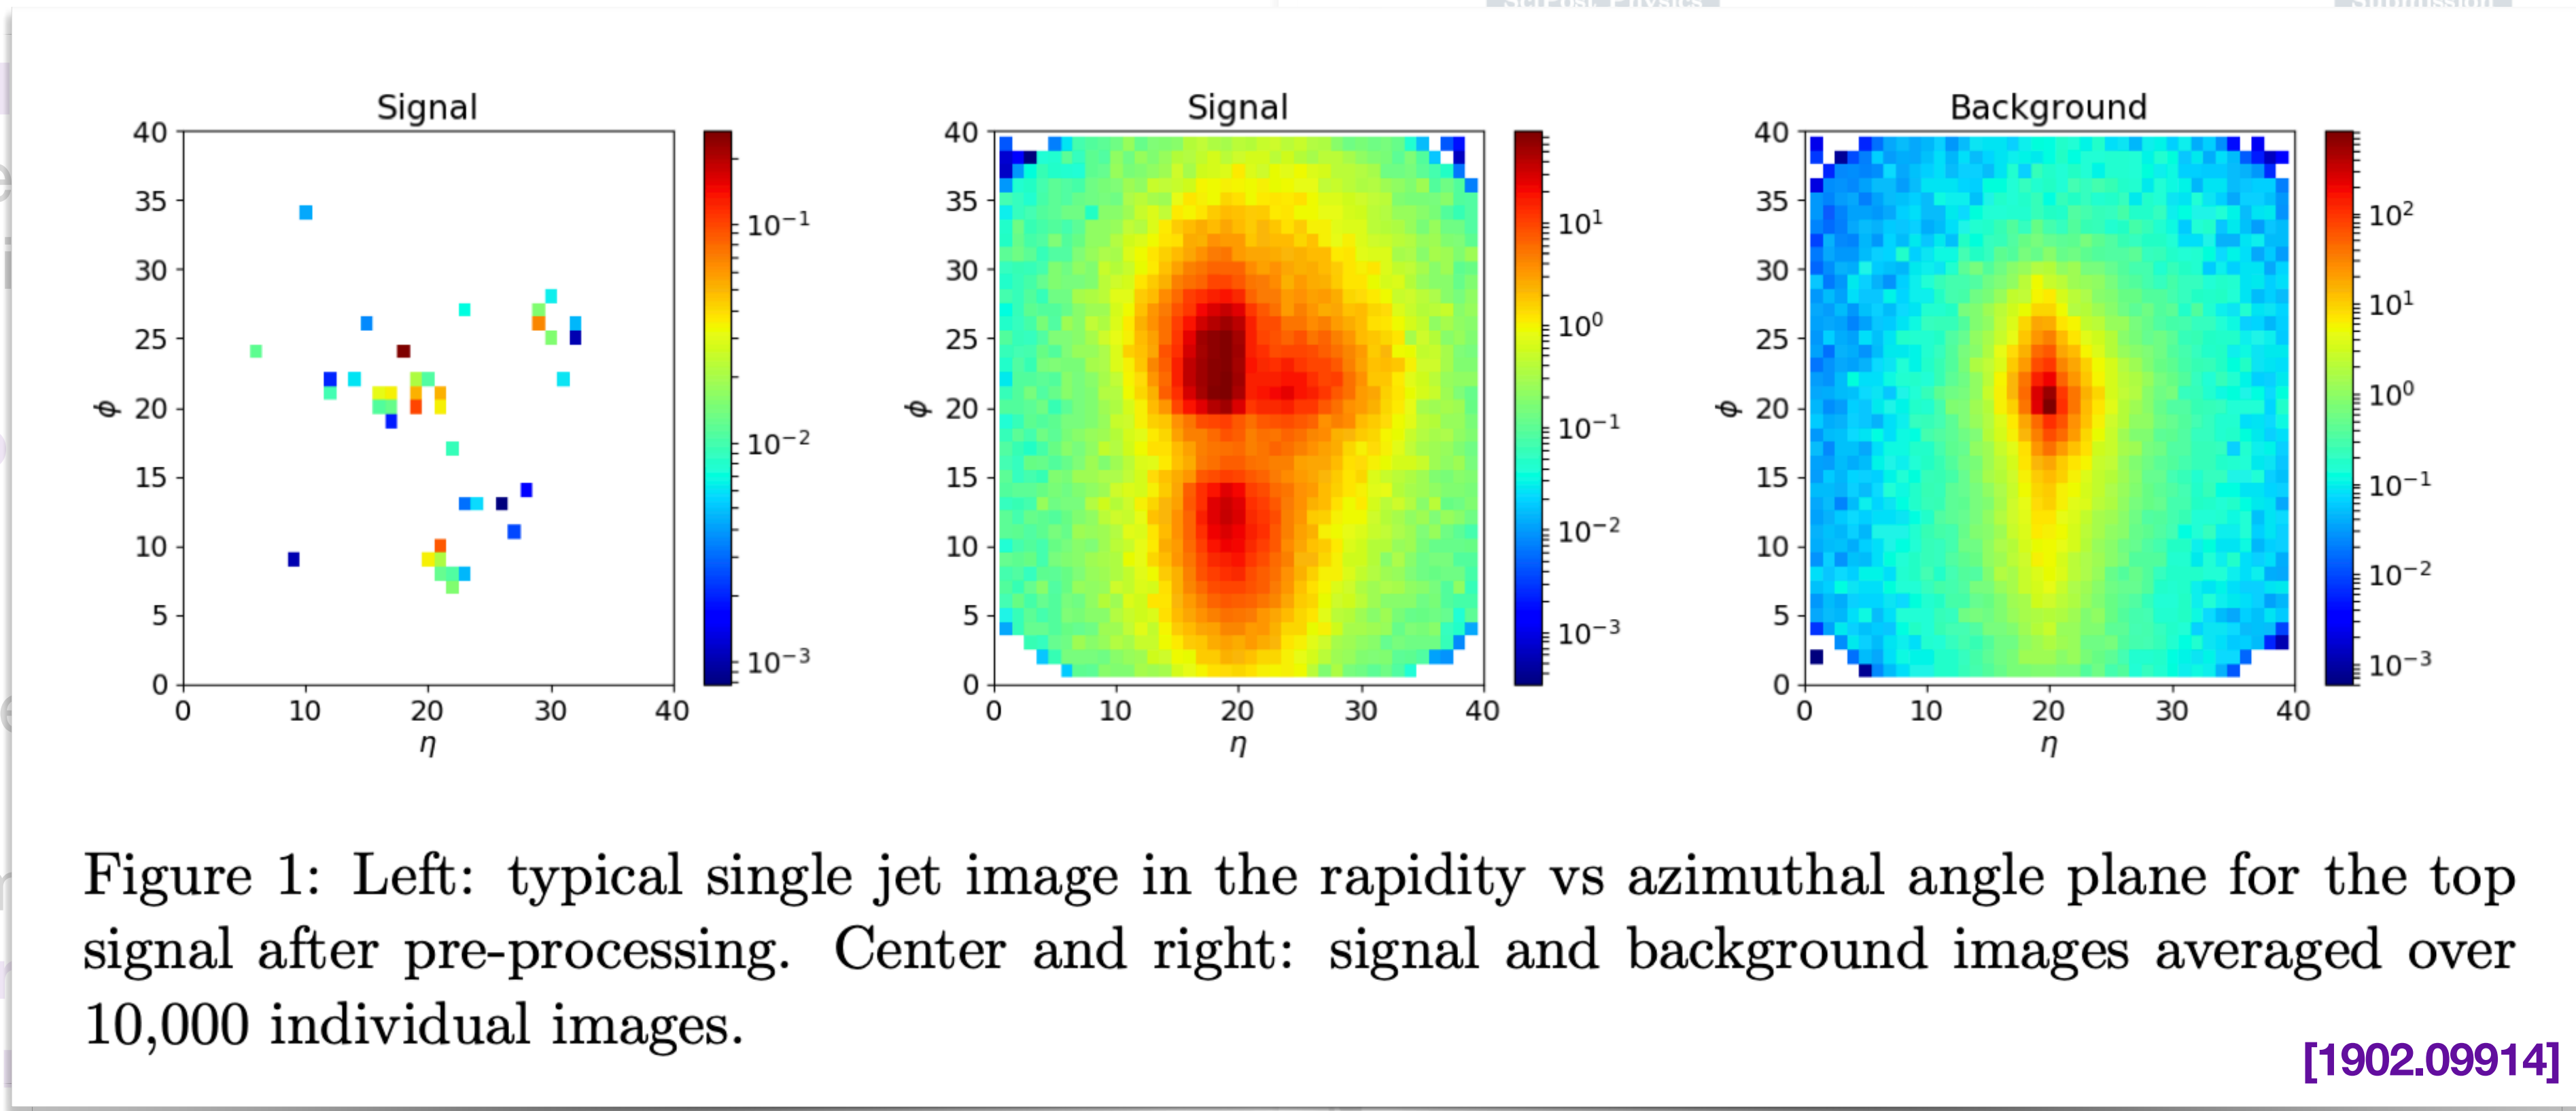 SciPost Physics Submission
Signal Signal Background
40 40 40
35 35 35
30 30 30
25 25 25
20 20 20
15 15 15
10 10 10
5 5 5
0 0 0
ϕ ϕ ϕ
10⁻¹ 10⁻² 10⁻³
10¹ 10⁰ 10⁻¹ 10⁻² 10⁻³
10² 10¹ 10⁰ 10⁻¹ 10⁻² 10⁻³
0 10 20 30 40 0 10 20 30 40 0 10 20 30 40
η η η
Figure 1: Left: typical single jet image in the rapidity vs azimuthal angle plane for the top
signal after pre-processing. Center and right: signal and background images averaged over
10,000 individual images.
[1902.09914]